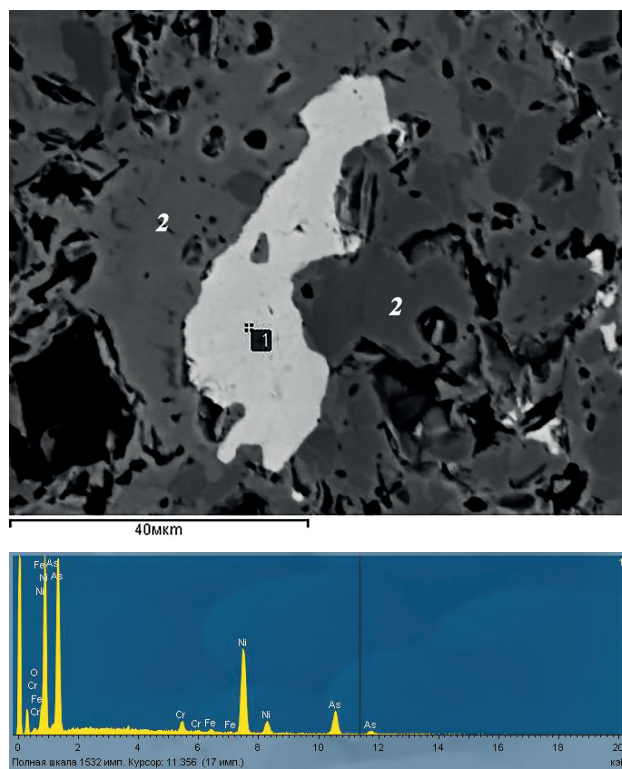 2
2
1
40мкm
Fe As
Ni As
Ni
O
Cr
Fe
Cr
Cr
Cr
Fe
Fe
Ni
Ni
As
As
0 2 4 6 8 10 12 14 16 18 20
Полная шкала 1532 имп. Курсор: 11.356 (17 имп.)